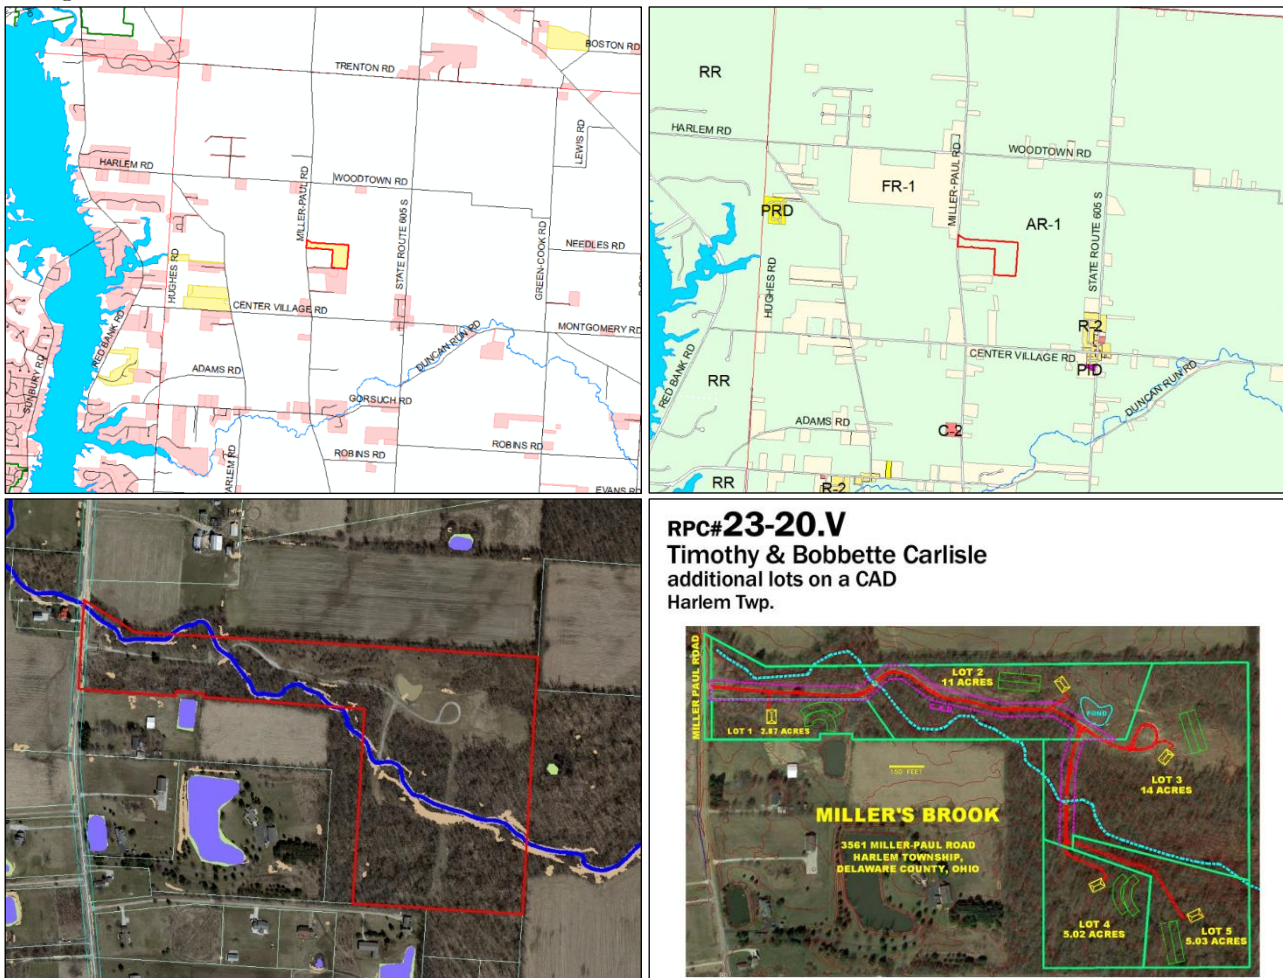 BOSTON RD
TRENTON RD
LEWIS RD
HARLEM RD
WOODTOWN RD
MILLER-PAUL RD
STATE ROUTE 605 S
GREEN-COOK RD
NEEDLES RD
HUGHES RD
CENTER VILLAGE RD
MONTGOMERY RD
RED BANK RD
SUNBURY RD
DUNCAN RUN RD
ADAMS RD
GORSUCH RD
ROBINS RD
ROBINS RD
ARLEM RD
EVANS RD
RR
HARLEM RD
WOODTOWN RD
MILLER-PAUL RD
FR-1
PRD
AR-1
STATE ROUTE 605 S
HUGHES RD
R-2
CENTER VILLAGE RD
PID
RED BANK RD
RR
DUNCAN RUN RD
ADAMS RD
C-2
RR
R-2
RPC#23-20.V
Timothy & Bobbette Carlisle
additional lots on a CAD
Harlem Twp.
MILLER PAUL ROAD
LOT 2
11 ACRES
C.A.D
POND
LOT 1 2.87 ACRES
LOT 3
14 ACRES
150 FEET
MILLER'S BROOK
3561 MILLER-PAUL ROAD
HARLEM TOWNSHIP,
DELAWARE COUNTY, OHIO
LOT 4
5.02 ACRES
LOT 5
5.03 ACRES